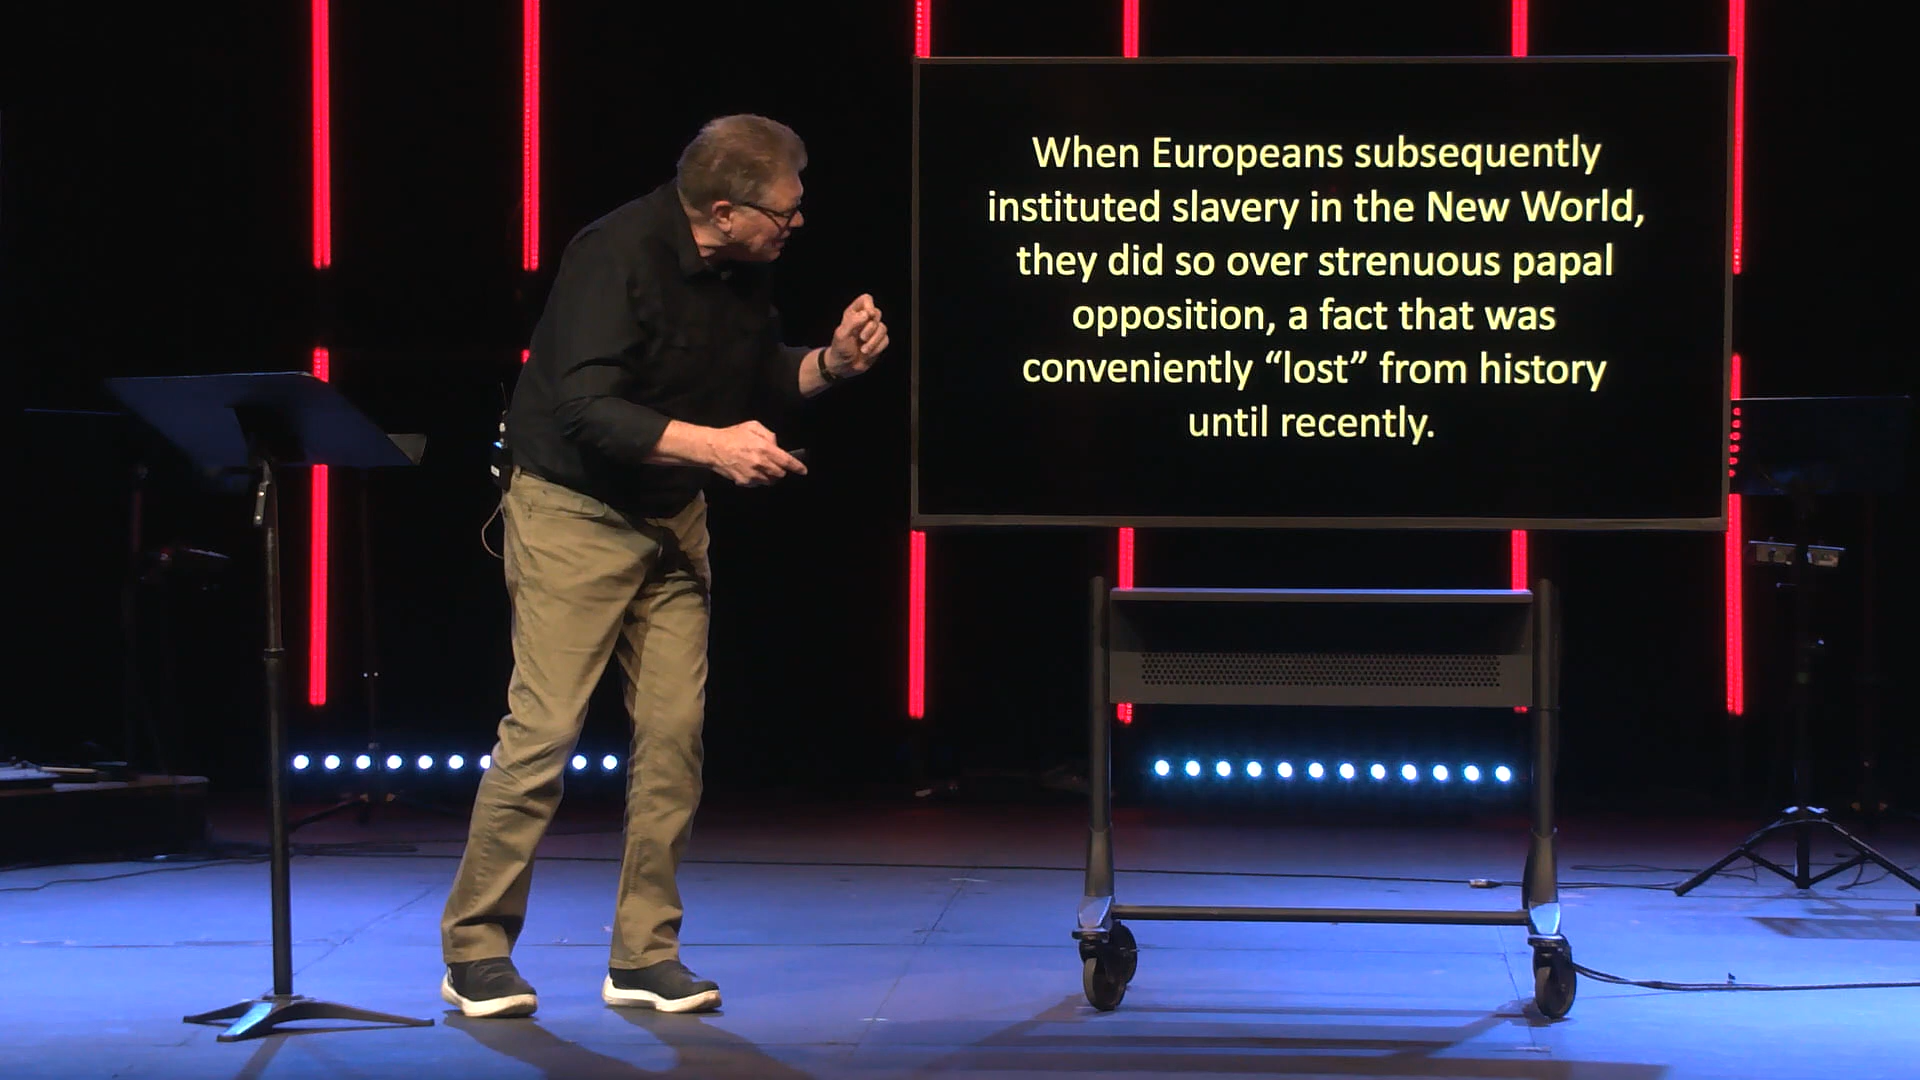 When Europeans subsequently
instituted slavery in the New World,
they did so over strenuous papal
opposition, a fact that was
conveniently “lost” from history
until recently.